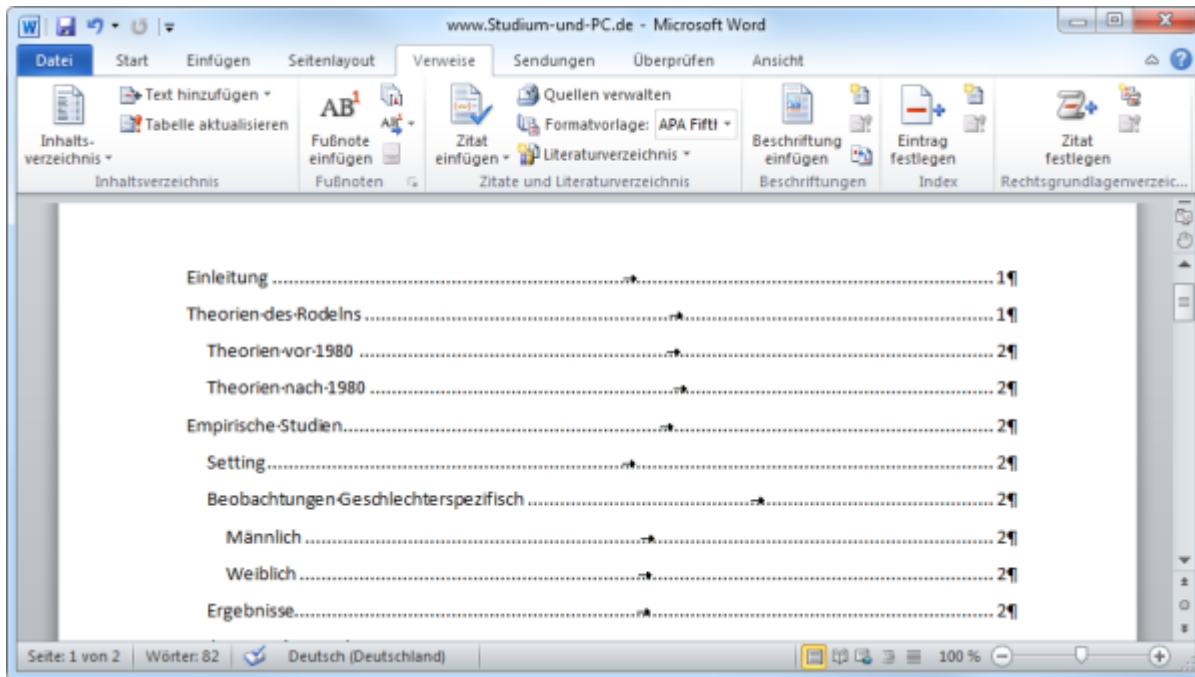 www.Studium-und-PC.de - Microsoft Word
Datei Start Einfügen Seitenlayout Verweise Sendungen Überprüfen Ansicht
Inhalts-
verzeichnis
Text hinzufügen
Tabelle aktualisieren
Inhaltsverzeichnis
AB1
Fußnote
einfügen
AB
Fußnoten
Zitat
einfügen
Quellen verwalten
Formatvorlage: APA Fiftl
Literaturverzeichnis
Zitate und Literaturverzeichnis
Beschriftung
einfügen
Beschriftungen
Eintrag
festlegen
Index
Zitat
festlegen
Rechtsgrundlagenverzeic...
Einleitung 1¶
Theorien·des·Rodelns 1¶
Theorien·vor·1980 2¶
Theorien·nach·1980 2¶
Empirische·Studien 2¶
Setting 2¶
Beobachtungen·Geschlechterspezifisch 2¶
Männlich 2¶
Weiblich 2¶
Ergebnisse 2¶
Seite: 1 von 2 Wörter: 82 Deutsch (Deutschland) 100 %